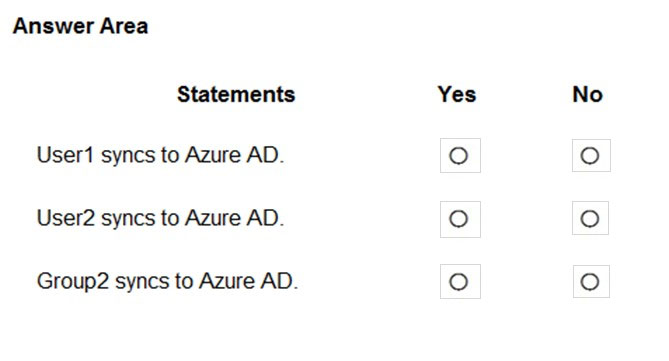 Answer Area
Statements Yes No
User1 syncs to Azure AD.
User2 syncs to Azure AD.
Group2 syncs to Azure AD.